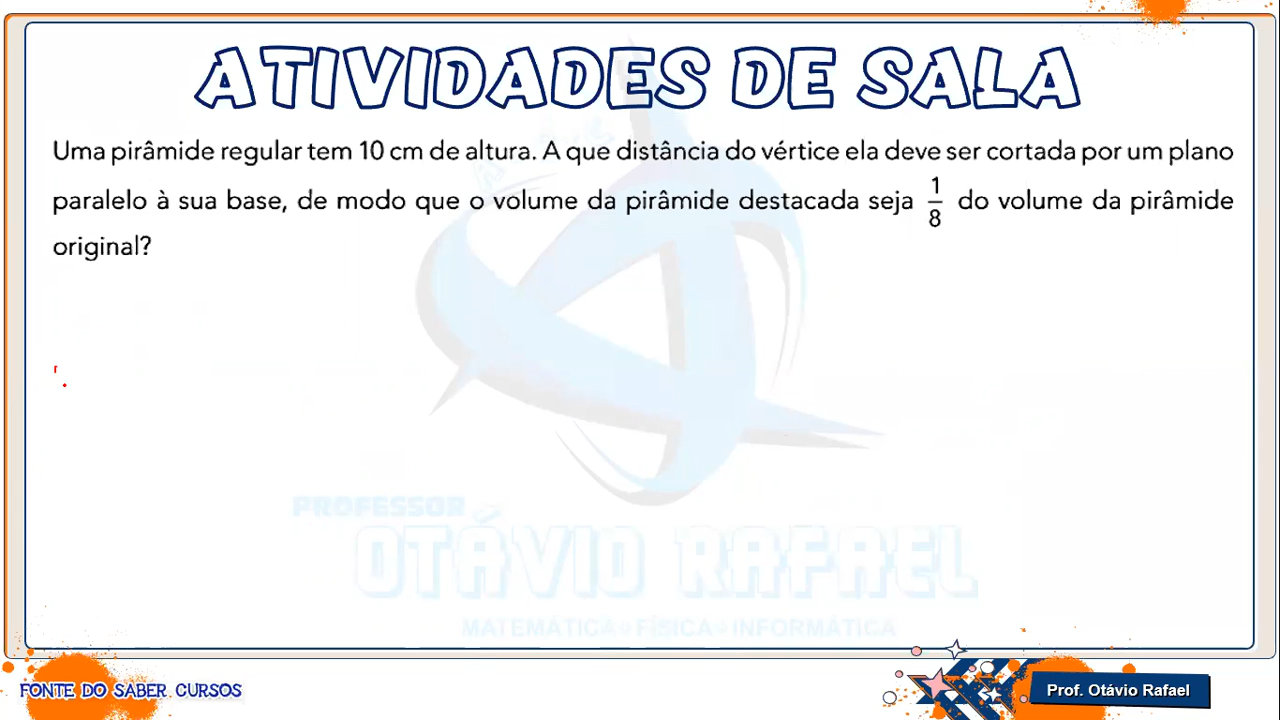 ATIVIDADES DE SALA
Uma pirâmide regular tem 10 cm de altura. A que distância do vértice ela deve ser cortada por um plano
paralelo à sua base, de modo que o volume da pirâmide destacada seja 1/8 do volume da pirâmide
original?
PROFESSOR
OTÁVIO RAFAEL
MATEMÁTICA • FÍSICA • INFORMÁTICA
FONTE DO SABER CURSOS
Prof. Otávio Rafael